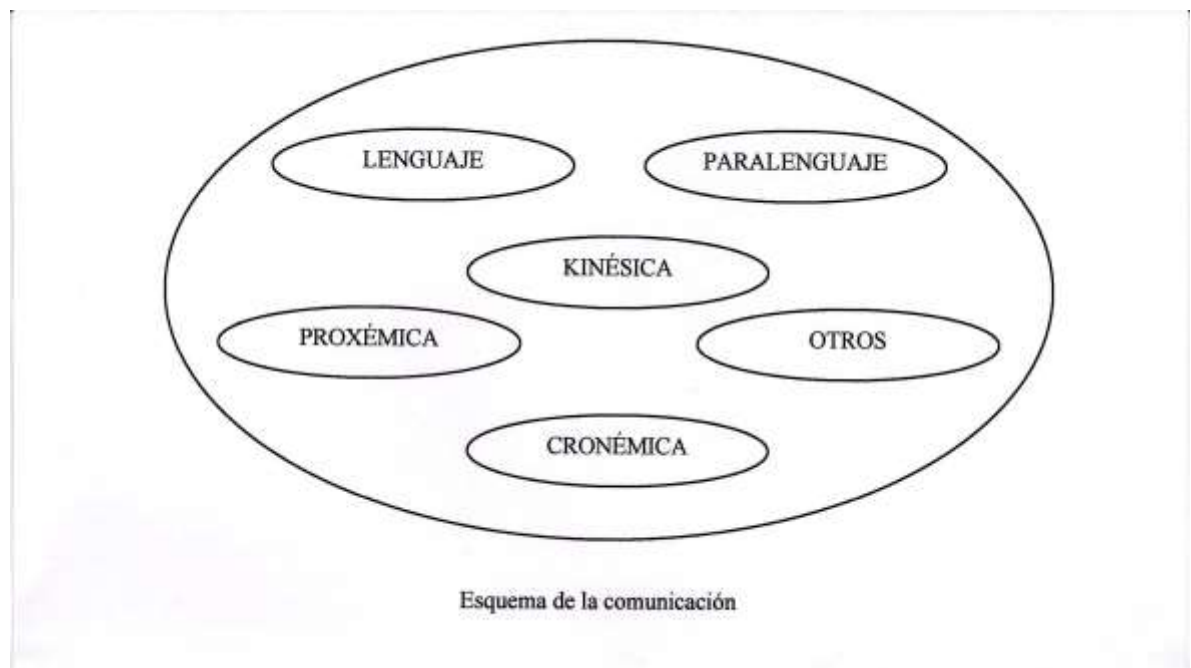 LENGUAJE
PARALENGUAJE
KINÉSICA
PROXÉMICA
OTROS
CRONÉMICA
Esquema de la comunicación